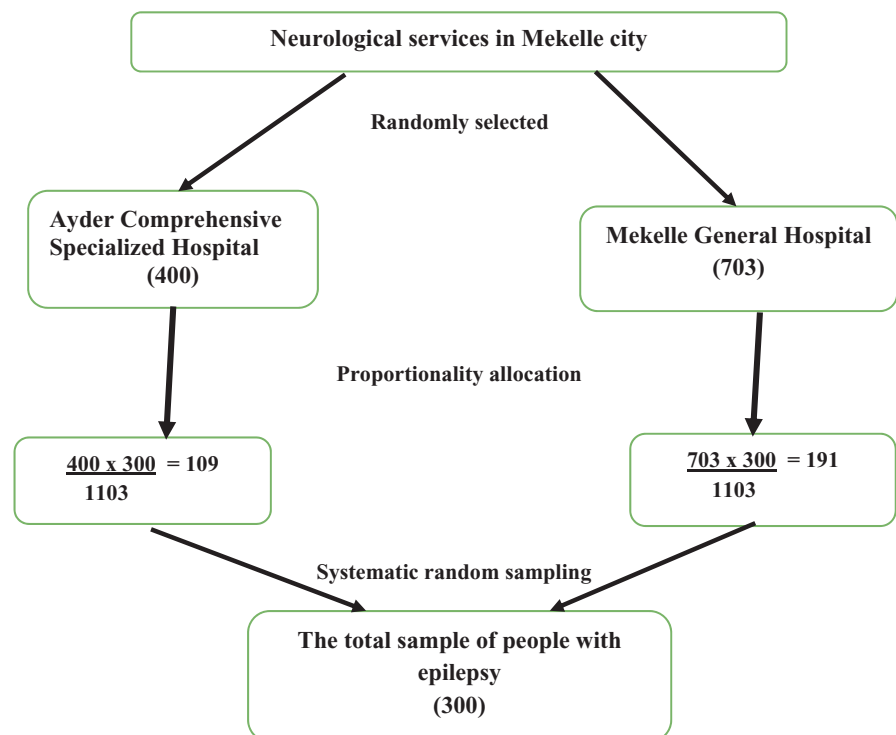 Neurological services in Mekelle city
Randomly selected
Ayder Comprehensive
Specialized Hospital
(400)
Mekelle General Hospital
(703)
Proportionality allocation
400 x 300 = 109
1103
703 x 300 = 191
1103
Systematic random sampling
The total sample of people with
epilepsy
(300)